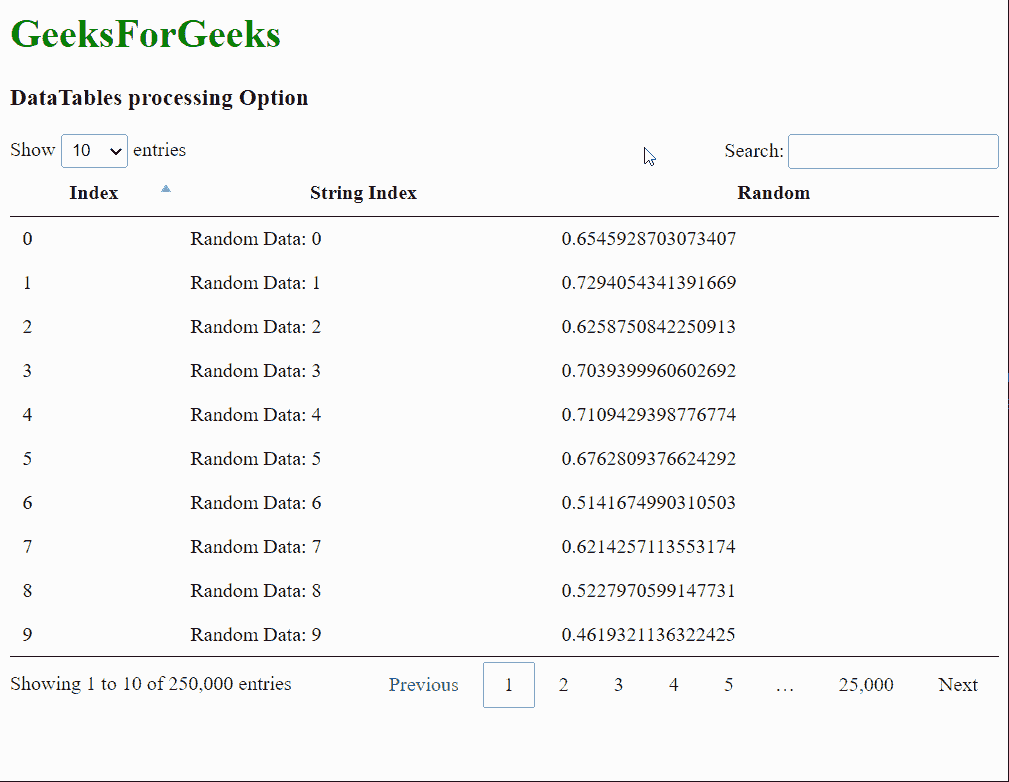 GeeksForGeeks
DataTables processing Option
Show 10 entries Search:
Index String Index Random
0 Random Data: 0 0.6545928703073407
1 Random Data: 1 0.7294054341391669
2 Random Data: 2 0.6258750842250913
3 Random Data: 3 0.7039399960602692
4 Random Data: 4 0.7109429398776774
5 Random Data: 5 0.6762809376624292
6 Random Data: 6 0.5141674990310503
7 Random Data: 7 0.6214257113553174
8 Random Data: 8 0.5227970599147731
9 Random Data: 9 0.4619321136322425
Showing 1 to 10 of 250,000 entries Previous 1 2 3 4 5 … 25,000 Next